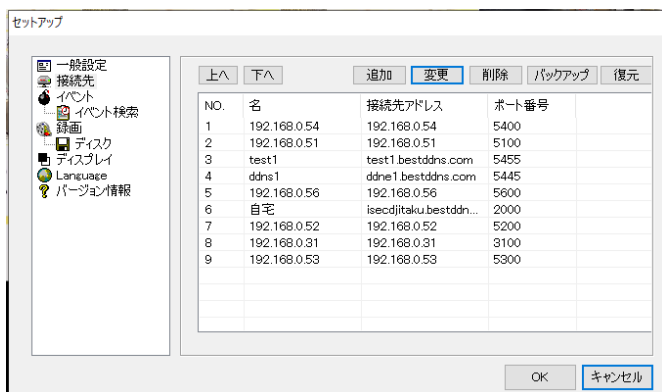 セットアップ
一般設定
接続先
イベント
イベント検索
録画
ディスク
ディスプレイ
Language
バージョン情報
上へ 下へ 追加 変更 削除 バックアップ 復元
NO. 名 接続先アドレス ポート番号
1 192.168.0.54 192.168.0.54 5400
2 192.168.0.51 192.168.0.51 5100
3 test1 test1.bestddns.com 5455
4 ddns1 ddne1.bestddns.com 5445
5 192.168.0.56 192.168.0.56 5600
6 自宅 isecdjitaku.bestddn... 2000
7 192.168.0.52 192.168.0.52 5200
8 192.168.0.31 192.168.0.31 3100
9 192.168.0.53 192.168.0.53 5300
OK キャンセル